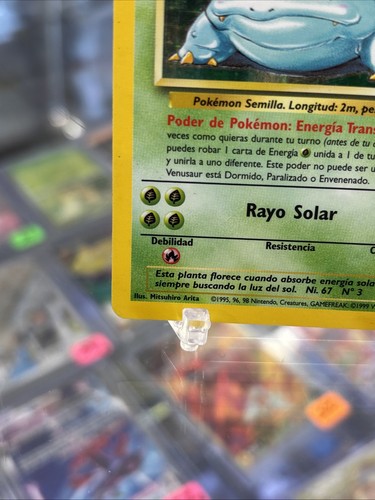 Pokémon Semilla. Longitud: 2m, pe
Poder de Pokémon: Energía Trans
veces como quieras durante tu turno (antes de tu
puedes robar 1 carta de Energía unida a 1 de tu
y unirla a uno diferente. Este poder no puede ser u
Venusaur está Dormido, Paralizado o Envenenado.
Rayo Solar
Debilidad Resistencia C
Esta planta florece cuando absorbe energía sola
siempre buscando la luz del sol. Ni. 67 Nº 3
Ilus. Mitsuhiro Arita ©1995, 96, 98 Nintendo, Creatures, GAMEFREAK. ©1999 W